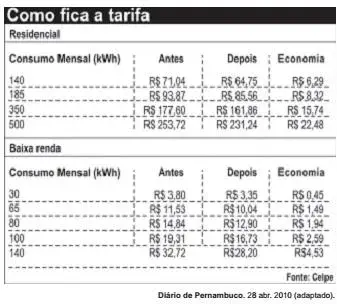 Como fica a tarifa
Residencial
Consumo Mensal (kWh) Antes Depois Economia
140 R$ 71,04 R$ 64,75 R$ 6,29
185 R$ 93,87 R$ 85,56 R$ 8,32
350 R$ 177,60 R$ 161,86 R$ 15,74
500 R$ 253,72 R$ 231,24 R$ 22,48
Baixa renda
Consumo Mensal (kWh) Antes Depois Economia
30 R$ 3,80 R$ 3,35 R$ 0,45
65 R$ 11,53 R$10,04 R$ 1,49
80 R$ 14,84 R$12,90 R$ 1,94
100 R$ 19,31 R$16,73 R$ 2,59
140 R$ 32,72 R$28,20 R$4,53
Fonte: Celpe
Diário de Pernambuco. 28 abr. 2010 (adaptado).